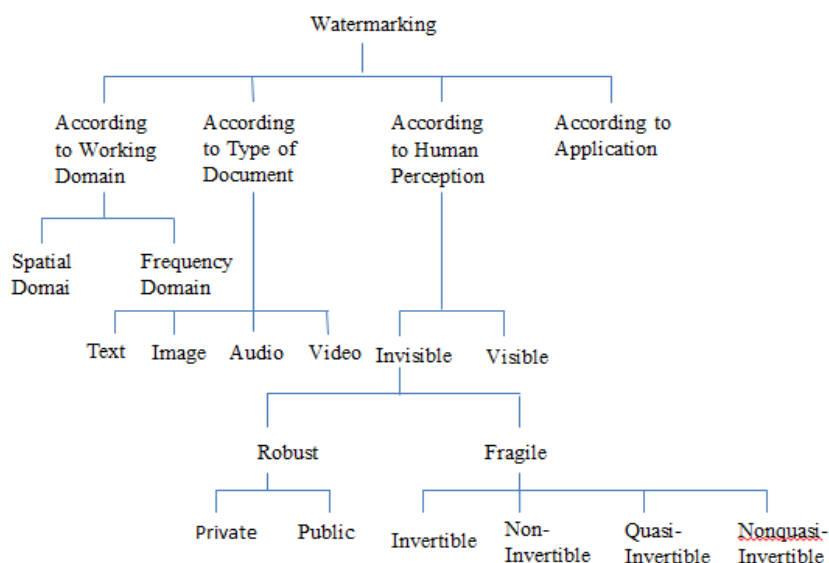 Watermarking
According
to Working
Domain
According
to Type of
Document
According
to Human
Perception
According to
Application
Spatial
Domai
Frequency
Domain
Text
Image
Audio
Video
Invisible
Visible
Robust
Fragile
Private
Public
Invertible
Non-
Invertible
Quasi-
Invertible
Nonquasi-
Invertible